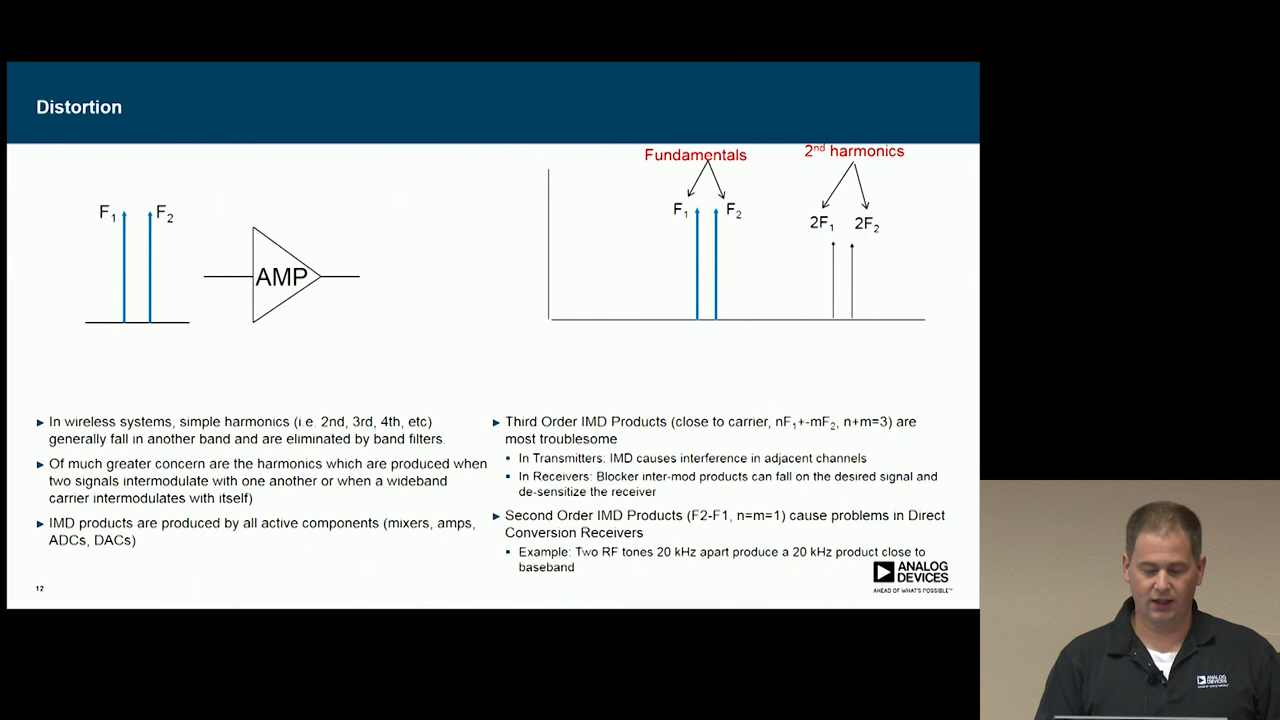 Distortion
F1
F2
AMP
Fundamentals
2nd harmonics
F1
F2
2F1
2F2
▶ In wireless systems, simple harmonics (i.e. 2nd, 3rd, 4th, etc)
generally fall in another band and are eliminated by band filters.
▶ Of much greater concern are the harmonics which are produced when
two signals intermodulate with one another or when a wideband
carrier intermodulates with itself)
▶ IMD products are produced by all active components (mixers, amps,
ADCs, DACs)
▶ Third Order IMD Products (close to carrier, nF1+-mF2, n+m=3) are
most troublesome
▪ In Transmitters: IMD causes interference in adjacent channels
▪ In Receivers: Blocker inter-mod products can fall on the desired signal and
de-sensitize the receiver
▶ Second Order IMD Products (F2-F1, n=m=1) cause problems in Direct
Conversion Receivers
▪ Example: Two RF tones 20 kHz apart produce a 20 kHz product close to
baseband
12
ANALOG
DEVICES
AHEAD OF WHAT'S POSSIBLE™
ANALOG
DEVICES